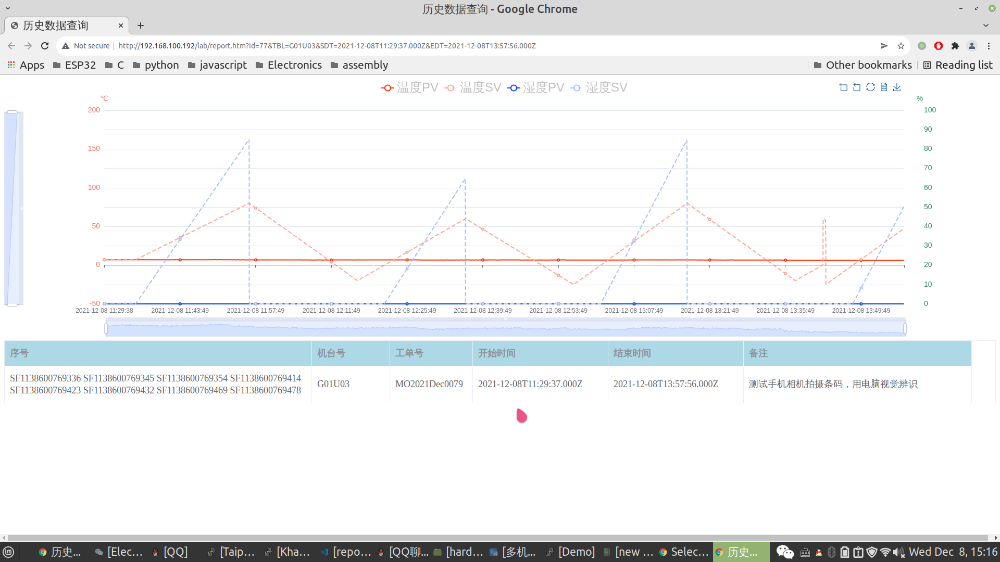 历史数据查询 - Google Chrome
历史数据查询
Not secure http://192.168.100.192/lab/report.htm?id=77&TBL=G01U03&SDT=2021-12-08T11:29:37.000Z&EDT=2021-12-08T13:57:56.000Z
Apps ESP32 C python javascript Electronics assembly Other bookmarks Reading list
温度PV 温度SV 湿度PV 湿度SV
℃ %
200 100
90
150 80
70
100 60
50
50 40
30
0 20
10
-50 0
2021-12-08 11:29:38 2021-12-08 11:43:49 2021-12-08 11:57:49 2021-12-08 12:11:49 2021-12-08 12:25:49 2021-12-08 12:39:49 2021-12-08 12:53:49 2021-12-08 13:07:49 2021-12-08 13:21:49 2021-12-08 13:35:49 2021-12-08 13:49:49
序号 机台号 工单号 开始时间 结束时间 备注
SF1138600769336 SF1138600769345 SF1138600769354 SF1138600769414
SF1138600769423 SF1138600769432 SF1138600769469 SF1138600769478
G01U03 MO2021Dec0079 2021-12-08T11:29:37.000Z 2021-12-08T13:57:56.000Z 测试手机相机拍摄条码，用电脑视觉辨识
历史... [Elec... [QQ] [Taip... [Kha... [repo... [QQ聊... [hard... [多机... [Demo] [new ... Selec... 历史... Wed Dec 8, 15:16